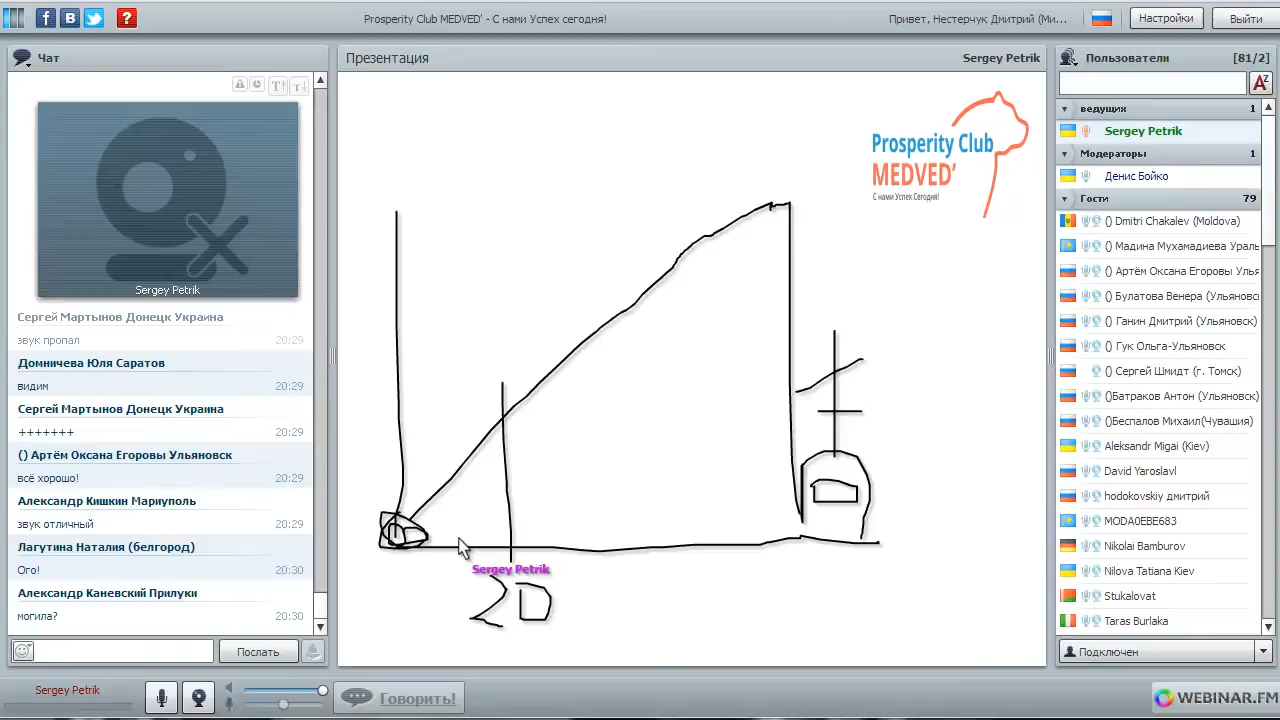 Prosperity Club MEDVED' - С нами Успех сегодня!
Привет, Нестерчук Дмитрий (Ми...
Настройки
Выйти
Чат
Sergey Petrik
Сергей Мартынов Донецк Украина
звук пропал 20:29
Домничева Юля Саратов
видим 20:29
Сергей Мартынов Донецк Украина
+++++++ 20:29
() Артём Оксана Егоровы Ульяновск
всё хорошо! 20:29
Александр Кишкин Мариуполь
звук отличный 20:29
Лагутина Наталия (белгород)
Ого! 20:30
Александр Каневский Прилуки
могила? 20:30
Послать
Презентация Sergey Petrik
Prosperity Club
MEDVED'
С нами Успех Сегодня!
Sergey Petrik
2D
Пользователи [81/2]
ведущие 1
Sergey Petrik
Модераторы 1
Денис Бойко
Гости 79
() Dmitri Chakalev (Moldova)
() Мадина Мухамадиева Ураль
() Артём Оксана Егоровы Улья
() Булатова Венера (Ульяновс
() Ганин Дмитрий (Ульяновск)
() Гук Ольга-Ульяновск
() Сергей Шмидт (г. Томск)
()Батраков Антон (Ульяновск)
()Беспалов Михаил(Чувашия)
Aleksandr Migai (Kiev)
David Yaroslavl
hodokovskiy дмитрий
MODA0EBE683
Nikolai Bamburov
Nilova Tatiana Kiev
Stukalovat
Taras Burlaka
Подключен
Sergey Petrik
Говорить!
WEBINAR.FM